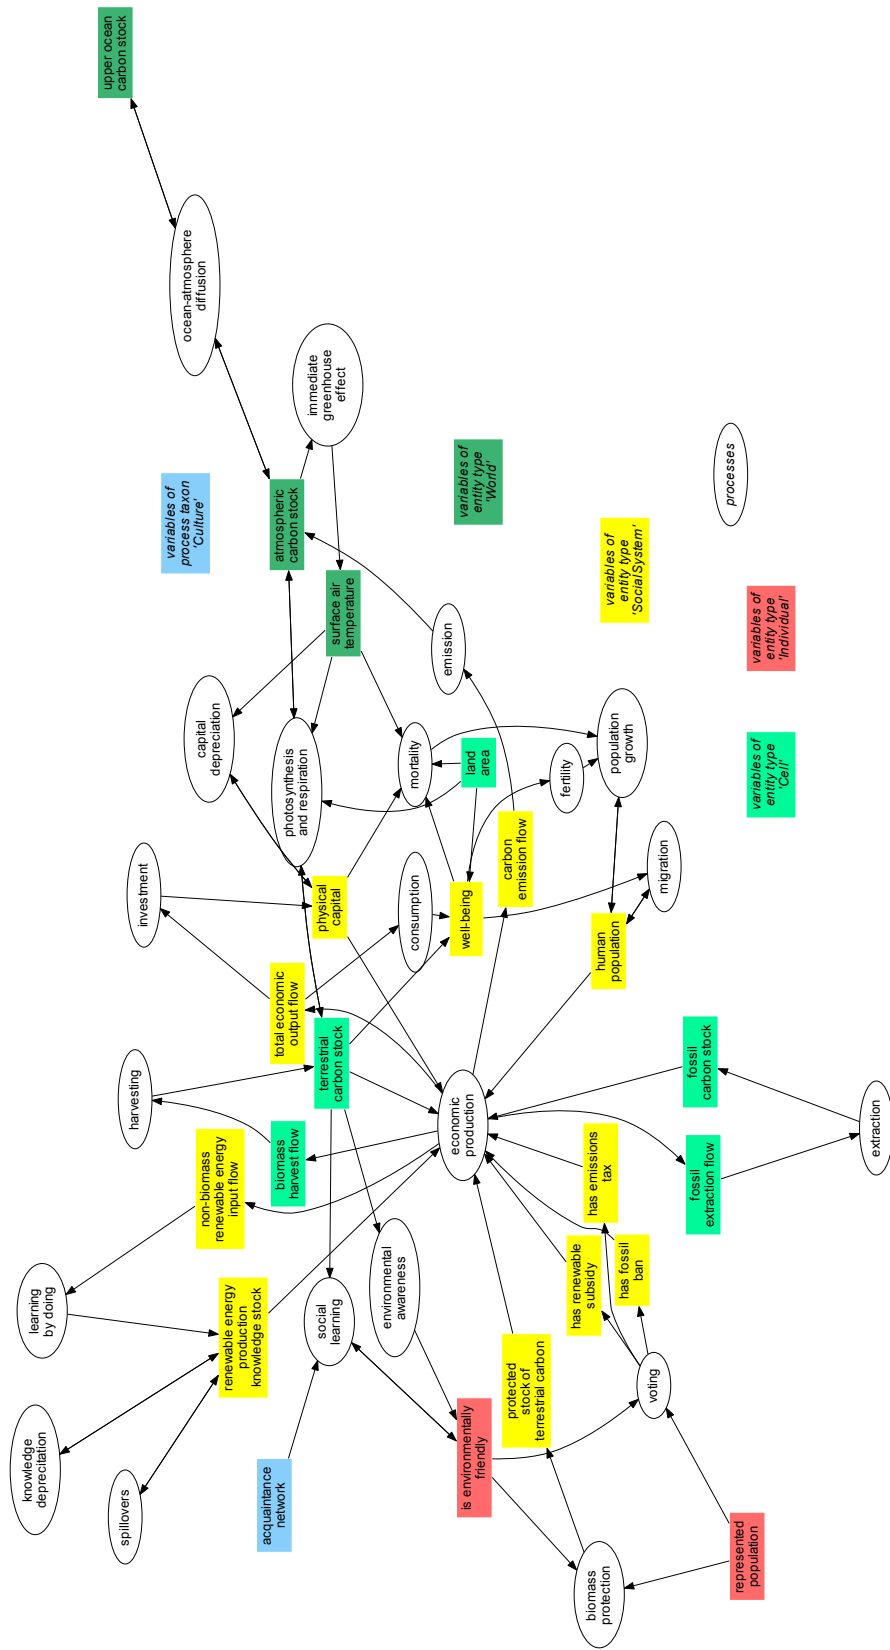 upper ocean
carbon stock
ocean-atmosphere
diffusion
immediate
greenhouse
effect
variables of
process taxon
'Culture'
atmospheric
carbon stock
variables of
entity type
'World'
processes
surface air
temperature
variables of
entity type
'SocialSystem'
emission
variables of
entity type
'Individual'
capital
depreciation
photosynthesis
and respiration
mortality
land
area
fertility
population
growth
variables of
entity type
'Cell'
investment
physical
capital
consumption
well-being
carbon
emission flow
migration
human
population
total economic
output flow
terrestrial
carbon stock
harvesting
biomass
harvest flow
economic
production
fossil
carbon stock
extraction
non-biomass
renewable energy
input flow
has emissions
tax
fossil
extraction flow
learning
by doing
renewable energy
production
knowledge stock
social
learning
environmental
awareness
has renewable
subsidy
has fossil
ban
knowledge
deprecitation
spillovers
acquaintance
network
is environmentally
friendly
protected
stock of
terrestrial carbon
voting
biomass
protection
represented
population